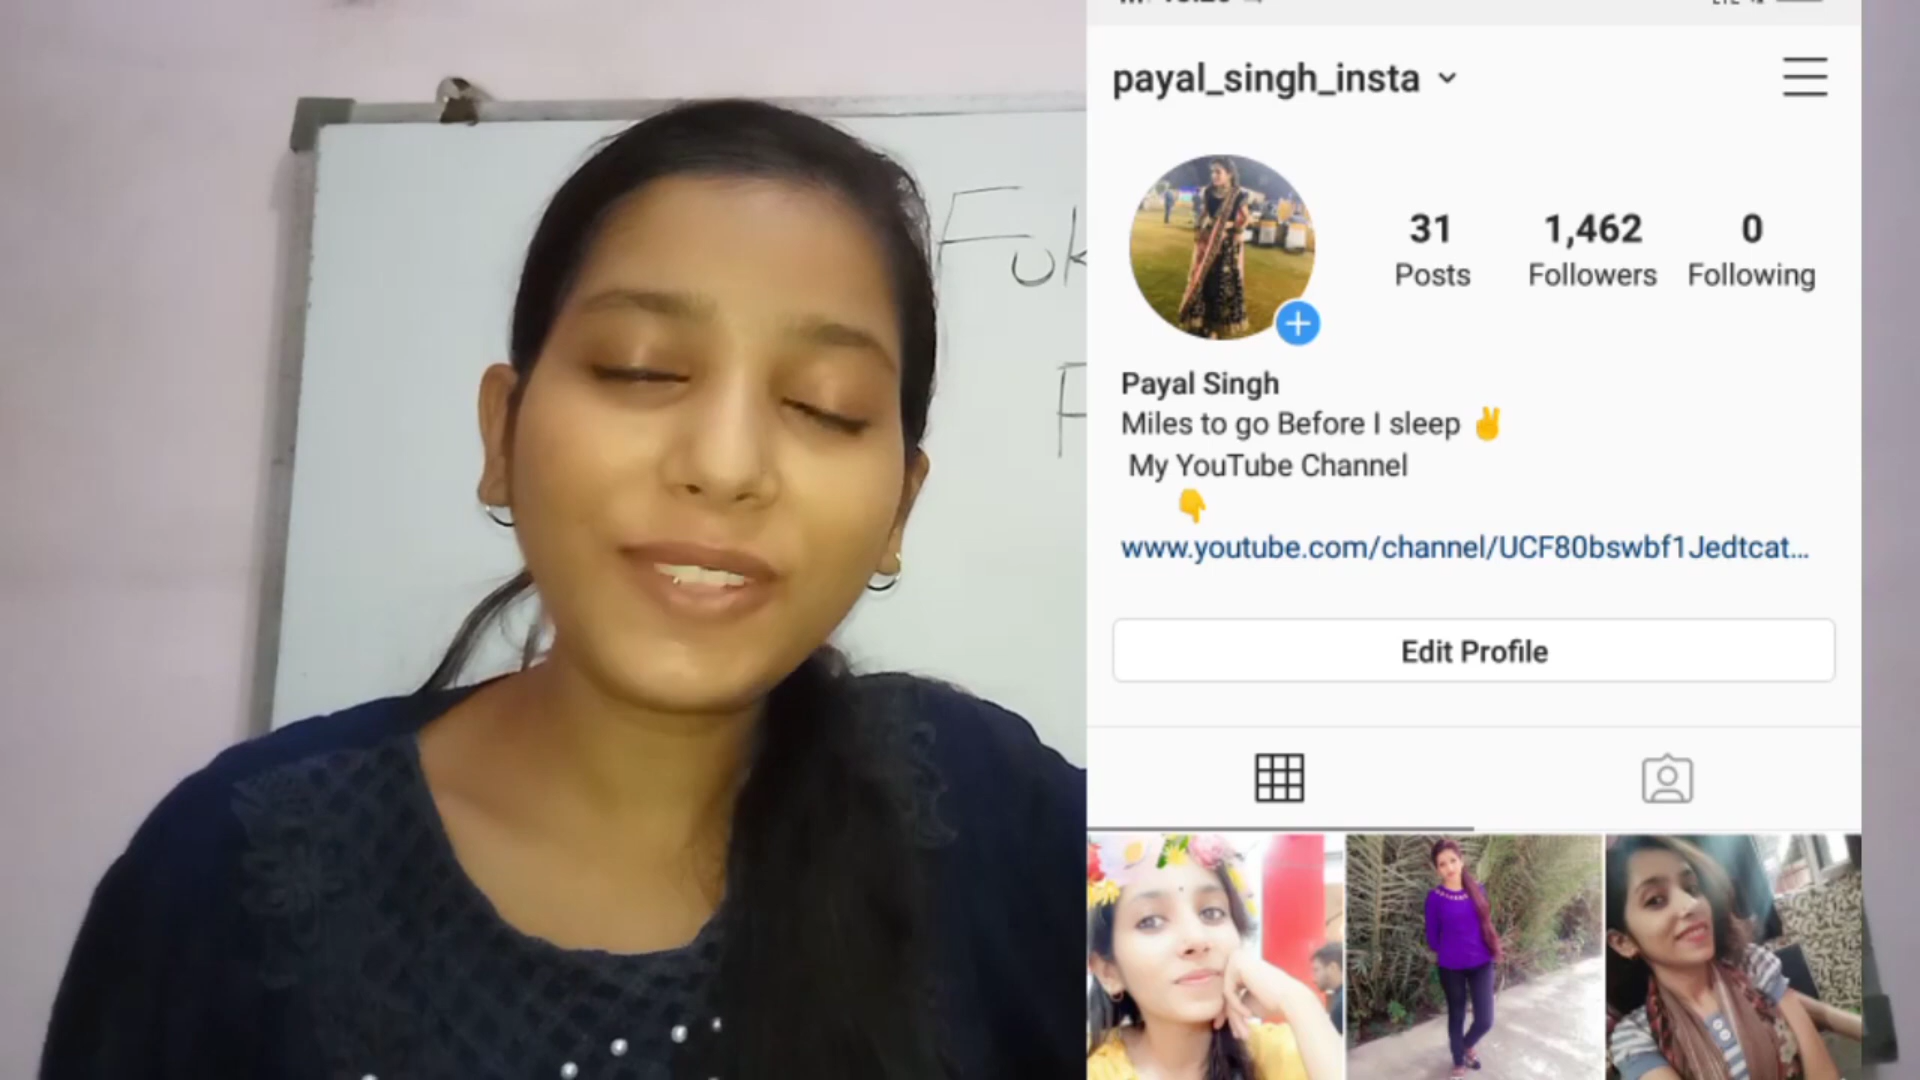 payal_singh_insta
31 1,462 0
Posts Followers Following
Payal Singh
Miles to go Before I sleep ✌
My YouTube Channel
👇
www.youtube.com/channel/UCF80bswbf1Jedtcat...
Edit Profile